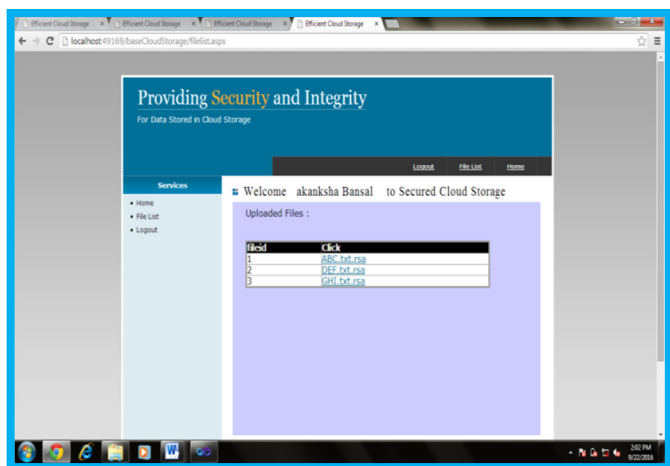 Efficient Cloud Storage
Efficient Cloud Storage
Efficient Cloud Storage
Efficient Cloud Storage
localhost:49169/baseCloudStorage/filelist.aspx
Providing Security and Integrity
For Data Stored in Cloud Storage
Logout File List Home
Services
Home
File List
Logout
Welcome akanksha Bansal to Secured Cloud Storage
Uploaded Files :
fileid Click
1 ABC.txt.rsa
2 DEF.txt.rsa
3 GHI.txt.rsa
2:02 PM
9/22/2016